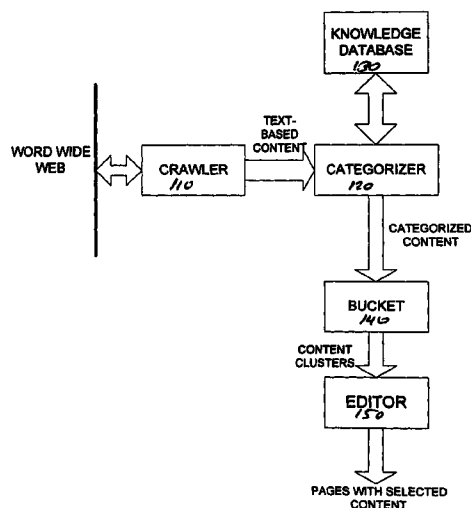 KNOWLEDGE
DATABASE
130
TEXT-
BASED
CONTENT
WORD WIDE
WEB
CRAWLER
110
CATEGORIZER
120
CATEGORIZED
CONTENT
BUCKET
140
CONTENT
CLUSTERS
EDITOR
150
PAGES WITH SELECTED
CONTENT